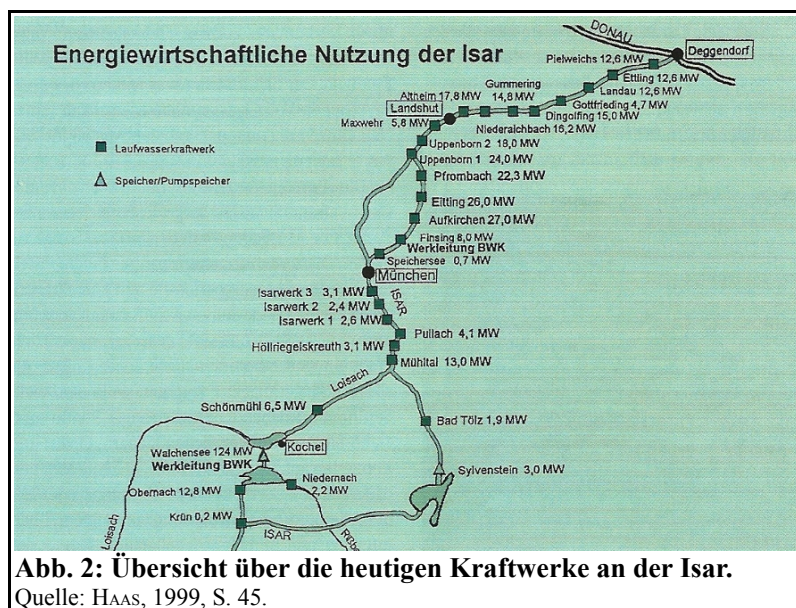 DONAU
Energiewirtschaftliche Nutzung der Isar
Deggendorf
Pielweichs 12,6 MW
Ettling 12,6 MW
Landau 12,6 MW
Gottfrieding 4,7 MW
Dingolfing 15,0 MW
Gummering
14,8 MW
Niederaichbach 16,2 MW
Altheim 17,8 MW
Landshut
Maxwehr 5,8 MW
Uppenborn 2 18,0 MW
Uppenborn 1 24,0 MW
Laufwasserkraftwerk
Speicher/Pumpspeicher
Pfrombach 22,3 MW
Eitting 26,0 MW
Aufkirchen 27,0 MW
Finsing 8,0 MW
Werkleitung BWK
Speichersee 0,7 MW
München
ISAR
Isarwerk 3 3,1 MW
Isarwerk 2 2,4 MW
Isarwerk 1 2,6 MW
Pullach 4,1 MW
Höllriegelskreuth 3,1 MW
Mühltal 13,0 MW
Loisach
Schönmühl 6,5 MW
Bad Tölz 1,9 MW
Kochel
Walchensee 124 MW
Werkleitung BWK
Sylvenstein 3,0 MW
Niedernach
2,2 MW
Obernach 12,8 MW
Krün 0,2 MW
ISAR
Loisach
Abb. 2: Übersicht über die heutigen Kraftwerke an der Isar.
Quelle: HAAS, 1999, S. 45.